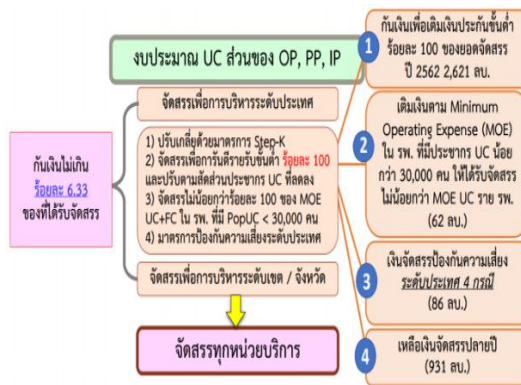 งบประมาณ UC ส่วนของ OP, PP, IP
กันเงินไม่เกิน
ร้อยละ 6.33
ของที่ได้รับจัดสรร
จัดสรรเพื่อการบริหารระดับประเทศ
1) ปรับเกลี่ยด้วยมาตรการ Step-K
2) จัดสรรเพื่อการันตีรายรับขั้นต่ำ ร้อยละ 100
และปรับตามสัดส่วนประชากร UC ที่ลดลง
3) จัดสรรไม่น้อยกว่าร้อยละ 100 ของ MOE
UC+FC ใน รพ. ที่มี PopUC < 30,000 คน
4) มาตรการป้องกันความเสี่ยงระดับประเทศ
จัดสรรเพื่อการบริหารระดับเขต / จังหวัด
จัดสรรทุกหน่วยบริการ
1
กันเงินเพื่อเติมเงินประกันขั้นต่ำ
ร้อยละ 100 ของยอดจัดสรร
ปี 2562 2,621 ลบ.
2
เติมเงินตาม Minimum
Operating Expense (MOE)
ใน รพ. ที่มีประชากร UC น้อย
กว่า 30,000 คน ให้ได้รับจัดสรร
ไม่น้อยกว่า MOE UC ราย รพ.
(62 ลบ.)
3
เงินจัดสรรป้องกันความเสี่ยง
ระดับประเทศ 4 กรณี
(86 ลบ.)
4
เหลือเงินจัดสรรปลายปี
(931 ลบ.)